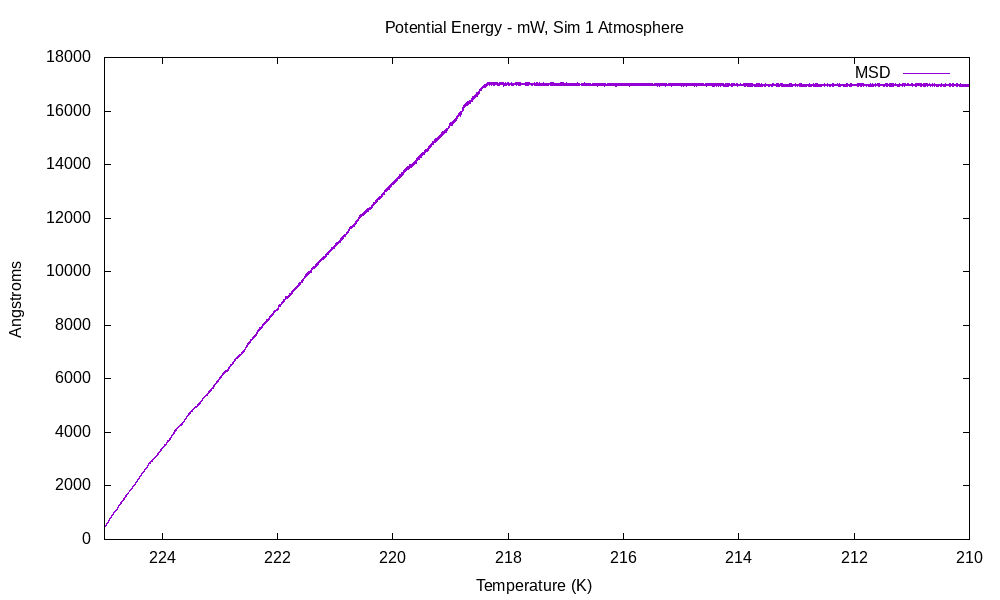 Potential Energy - mW, Sim 1 Atmosphere
MSD
18000
16000
14000
12000
10000
8000
6000
4000
2000
0
Angstroms
224 222 220 218 216 214 212 210
Temperature (K)